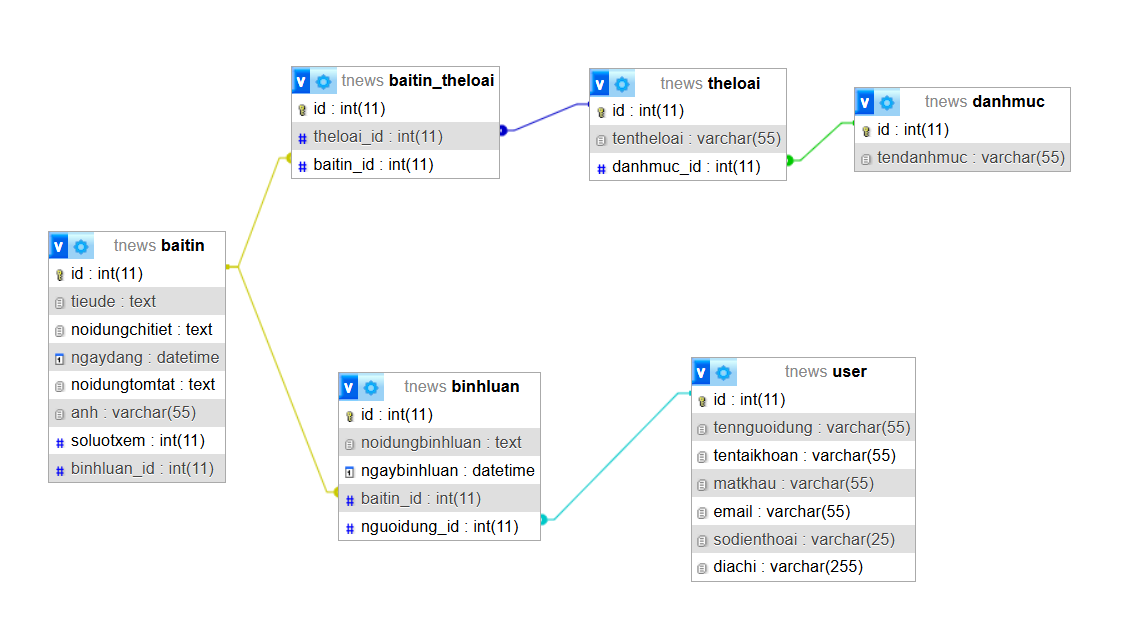 v tnews baitin_theloai
id : int(11)
# theloai_id : int(11)
# baitin_id : int(11)
v tnews theloai
id : int(11)
tentheloai : varchar(55)
# danhmuc_id : int(11)
v tnews danhmuc
id : int(11)
tendanhmuc : varchar(55)
v tnews baitin
id : int(11)
tieude : text
noidungchitiet : text
1 ngaydang : datetime
noidungtomtat : text
anh : varchar(55)
# soluotxem : int(11)
# binhluan_id : int(11)
v tnews binhluan
id : int(11)
noidungbinhluan : text
1 ngaybinhluan : datetime
# baitin_id : int(11)
# nguoidung_id : int(11)
v tnews user
id : int(11)
tennguoidung : varchar(55)
tentaikhoan : varchar(55)
matkhau : varchar(55)
email : varchar(55)
sodienthoai : varchar(25)
diachi : varchar(255)